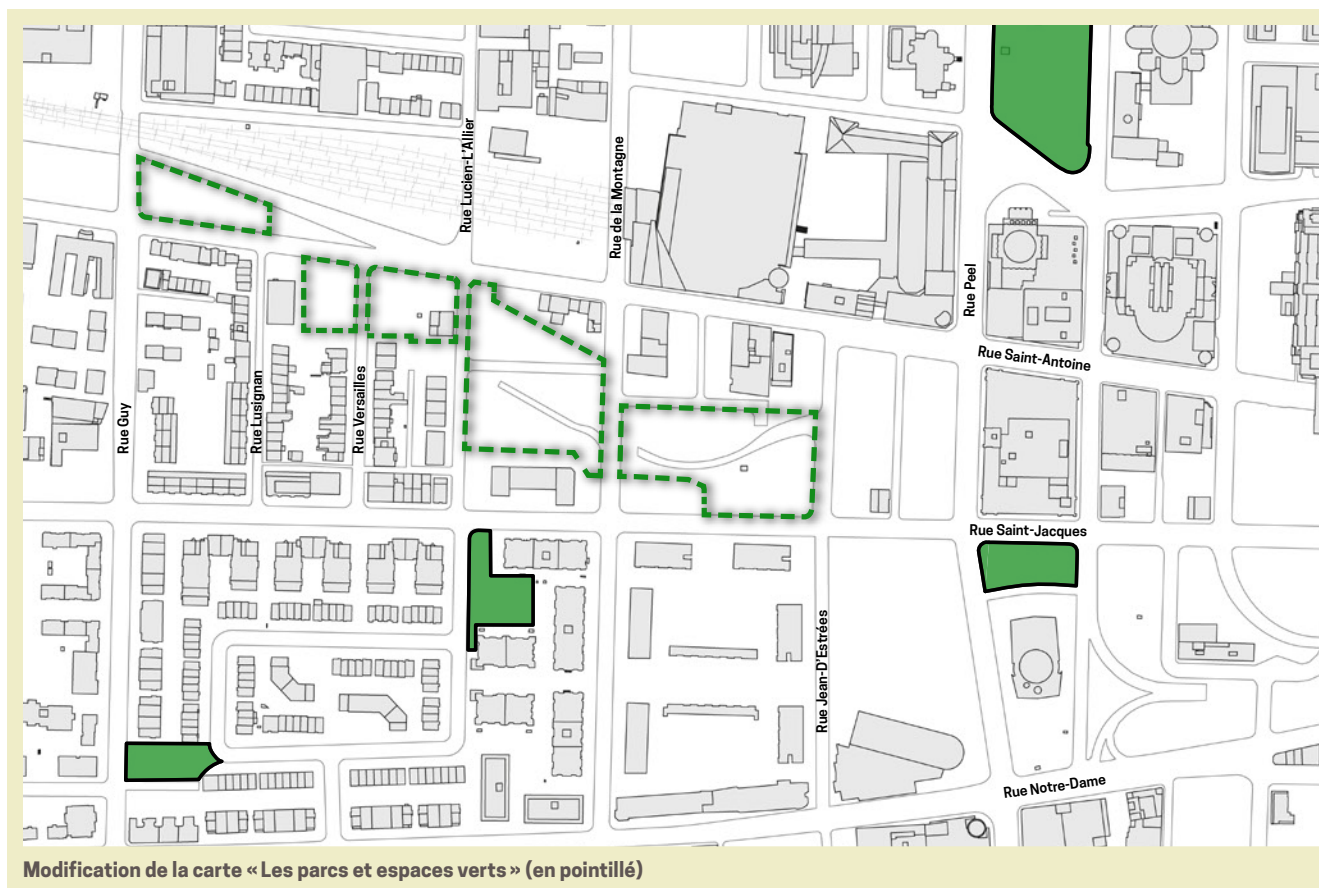 Rue Lucien-L'Allier
Rue de la Montagne
Rue Peel
Rue Saint-Antoine
Rue Guy
Rue Lusignan
Rue Versailles
Rue Saint-Jacques
Rue Jean-D'Estrées
Rue Notre-Dame
Modification de la carte « Les parcs et espaces verts » (en pointillé)